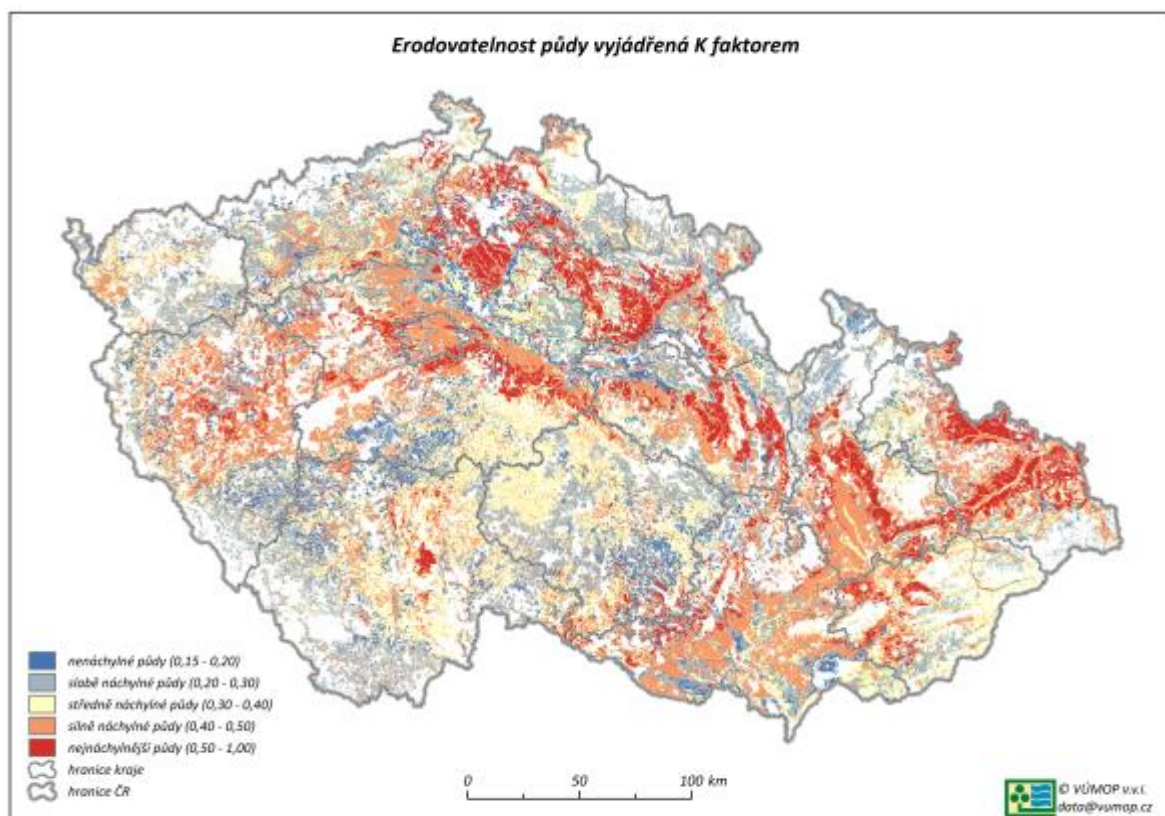 Erodovatelnost půdy vyjádřená K faktorem
nenáchylné půdy (0,15 - 0,20)
slabě náchylné půdy (0,20 - 0,30)
středně náchylné půdy (0,30 - 0,40)
silně náchylné půdy (0,40 - 0,50)
nejnáchylnější půdy (0,50 - 1,00)
hranice kraje
hranice ČR
0 50 100 km
© VÚMOP v.v.i.
data@vumop.cz